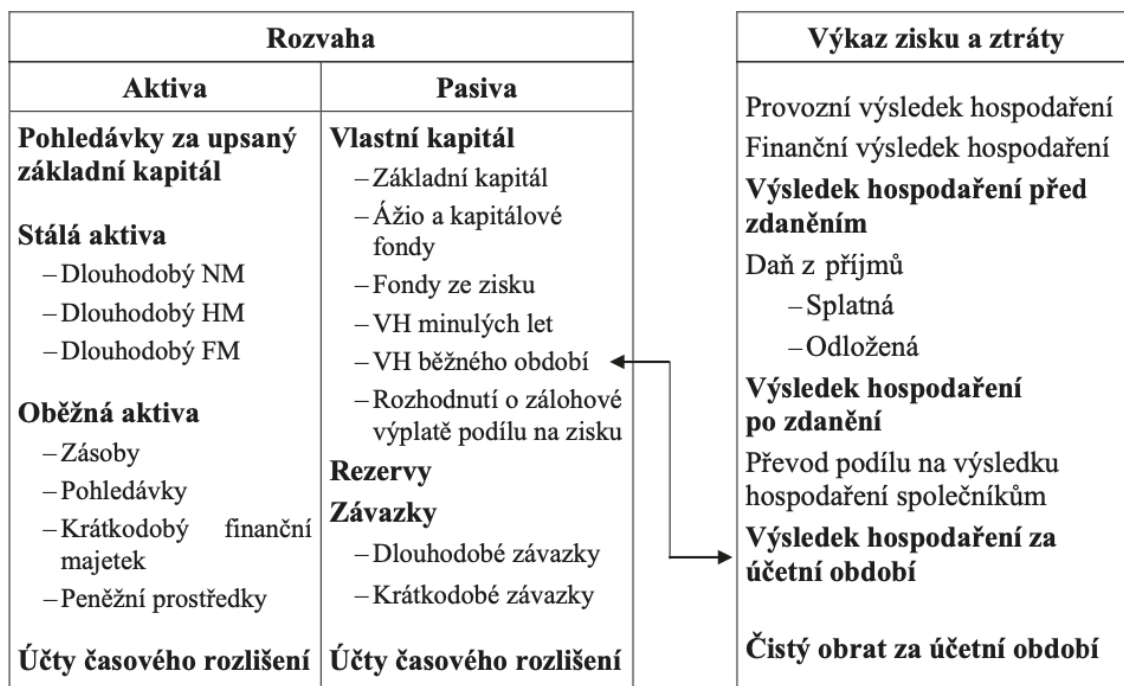 Rozvaha
Aktiva
Pohledávky za upsaný
základní kapitál
Stálá aktiva
–Dlouhodobý NM
–Dlouhodobý HM
–Dlouhodobý FM
Oběžná aktiva
–Zásoby
–Pohledávky
–Krátkodobý finanční
majetek
–Peněžní prostředky
Účty časového rozlišení
Pasiva
Vlastní kapitál
–Základní kapitál
–Ážio a kapitálové
fondy
–Fondy ze zisku
–VH minulých let
–VH běžného období
–Rozhodnutí o zálohové
výplatě podílu na zisku
Rezervy
Závazky
–Dlouhodobé závazky
–Krátkodobé závazky
Účty časového rozlišení
Výkaz zisku a ztráty
Provozní výsledek hospodaření
Finanční výsledek hospodaření
Výsledek hospodaření před
zdaněním
Daň z příjmů
–Splatná
–Odložená
Výsledek hospodaření
po zdanění
Převod podílu na výsledku
hospodaření společníkům
Výsledek hospodaření za
účetní období
Čistý obrat za účetní období